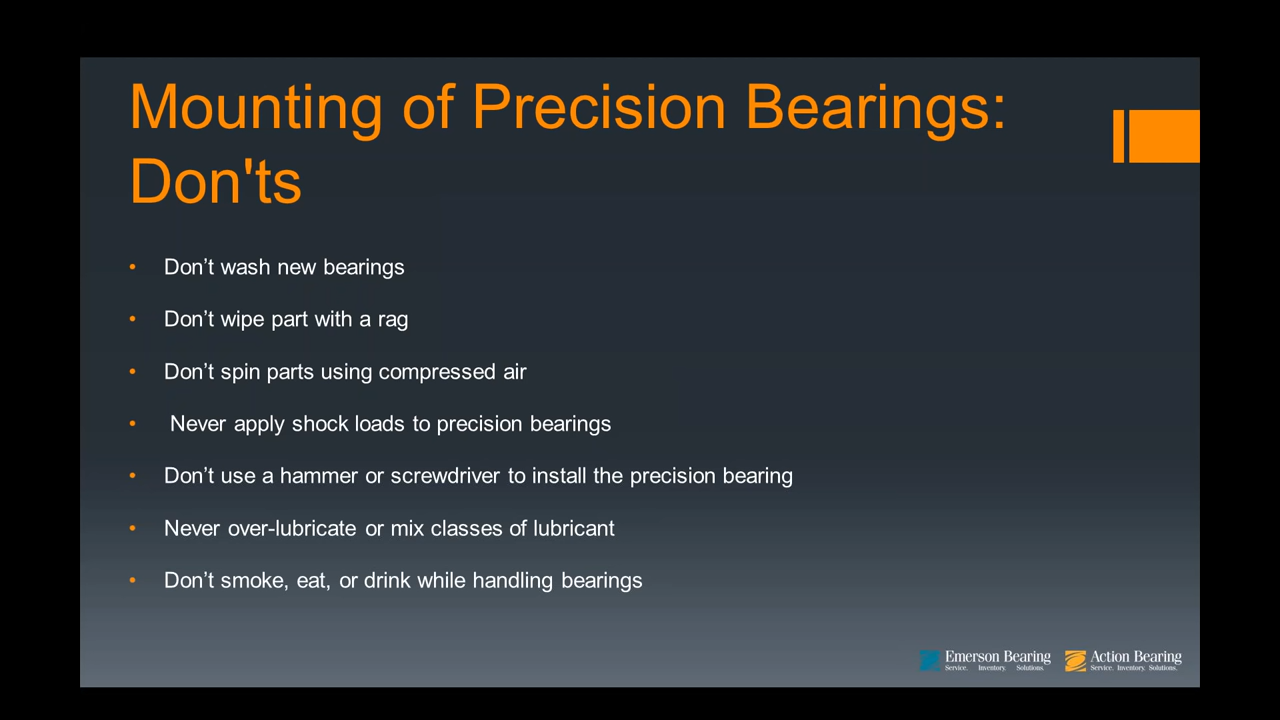 Mounting of Precision Bearings:
Don'ts
• Don’t wash new bearings
• Don’t wipe part with a rag
• Don’t spin parts using compressed air
• Never apply shock loads to precision bearings
• Don’t use a hammer or screwdriver to install the precision bearing
• Never over-lubricate or mix classes of lubricant
• Don’t smoke, eat, or drink while handling bearings
Emerson Bearing
Service. Inventory. Solutions.
Action Bearing
Service. Inventory. Solutions.